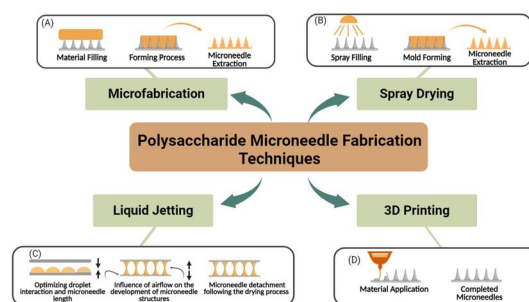 (A)
Material Filling
Forming Process
Microneedle
Extraction
(B)
Spray Filling
Mold Forming
Microneedle
Extraction
Microfabrication
Spray Drying
Polysaccharide Microneedle Fabrication
Techniques
Liquid Jetting
3D Printing
(C)
Optimizing droplet
interaction and microneedle
length
Influence of airflow on the
development of microneedle
structures
Microneedle detachment
following the drying process
(D)
Material Application
Completed
Microneedles